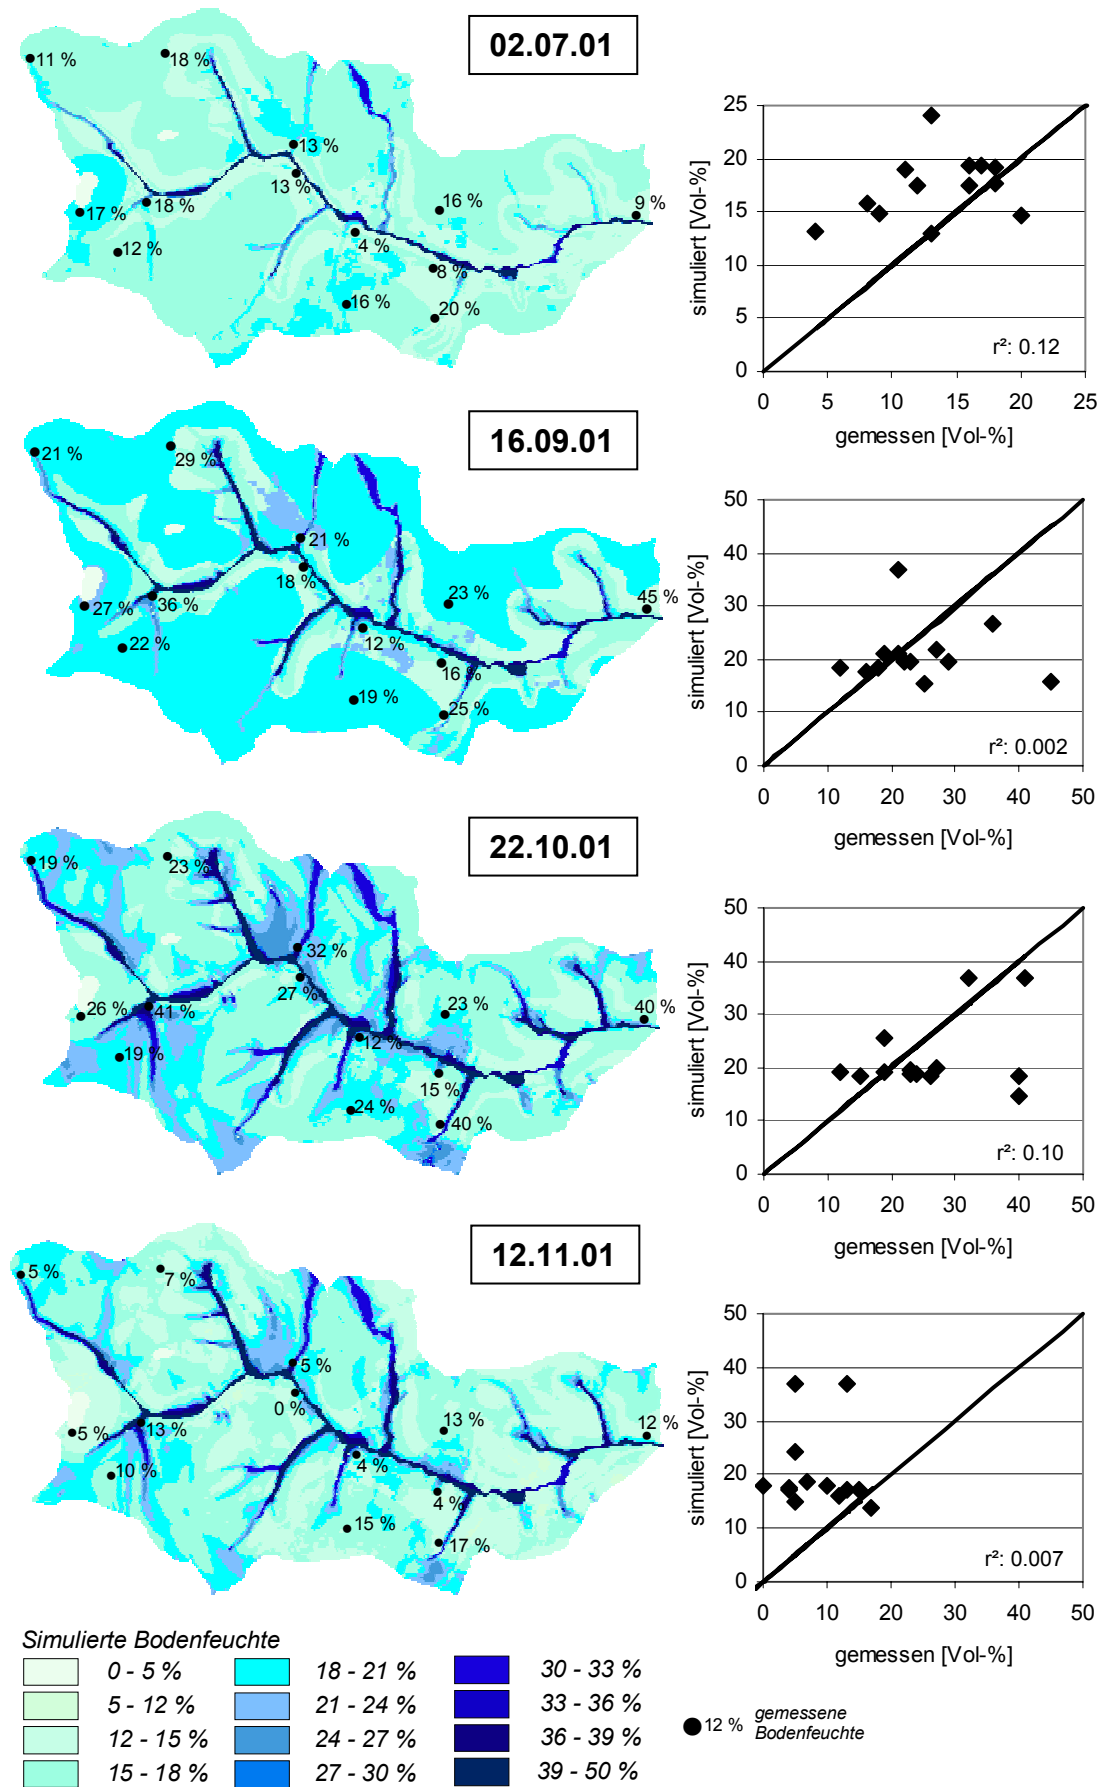 02.07.01
11 %
18 %
13 %
13 %
17 %
18 %
12 %
16 %
9 %
4 %
8 %
16 %
20 %
simuliert [Vol-%]
25
20
15
10
5
0
r²: 0.12
0 5 10 15 20 25
gemessen [Vol-%]
16.09.01
21 %
29 %
21 %
18 %
27 %
36 %
22 %
23 %
45 %
12 %
16 %
19 %
25 %
simuliert [Vol-%]
50
40
30
20
10
0
r²: 0.002
0 10 20 30 40 50
gemessen [Vol-%]
22.10.01
19 %
23 %
32 %
27 %
26 %
41 %
19 %
23 %
40 %
12 %
15 %
24 %
40 %
simuliert [Vol-%]
50
40
30
20
10
0
r²: 0.10
0 10 20 30 40 50
gemessen [Vol-%]
12.11.01
5 %
7 %
5 %
0 %
5 %
13 %
10 %
13 %
12 %
4 %
4 %
15 %
17 %
simuliert [Vol-%]
50
40
30
20
10
0
r²: 0.007
0 10 20 30 40 50
gemessen [Vol-%]
Simulierte Bodenfeuchte
0 - 5 %
5 - 12 %
12 - 15 %
15 - 18 %
18 - 21 %
21 - 24 %
24 - 27 %
27 - 30 %
30 - 33 %
33 - 36 %
36 - 39 %
39 - 50 %
12 %
gemessene
Bodenfeuchte